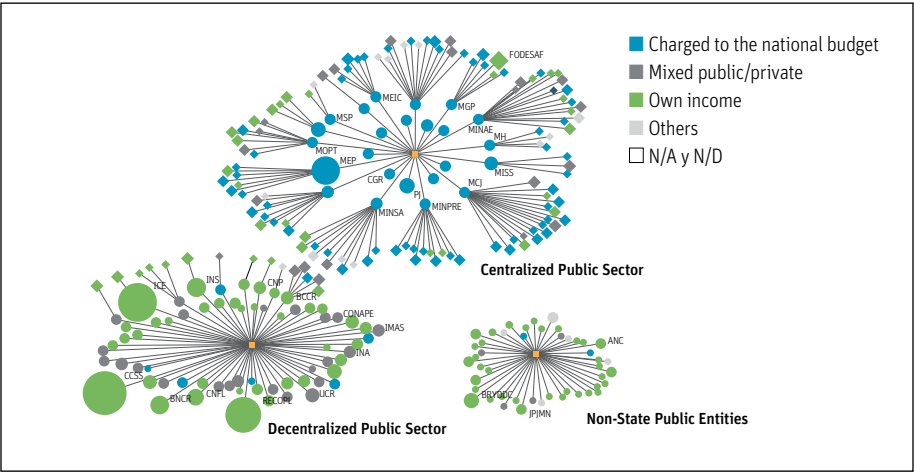 Charged to the national budget
Mixed public/private
Own income
Others
N/A y N/D
FODESAF
MEIC
MGP
MSP
MINAE
MH
MOPT
MEP
MISS
CGR
MCJ
PJ
MINSA
MINPRE
Centralized Public Sector
ICE
INS
CNP
BCCR
CONAPE
IMAS
INA
CCSS
BNCR
CNFL
RECOPE
UCR
Decentralized Public Sector
ANC
BRYDDC
JPJMN
Non-State Public Entities